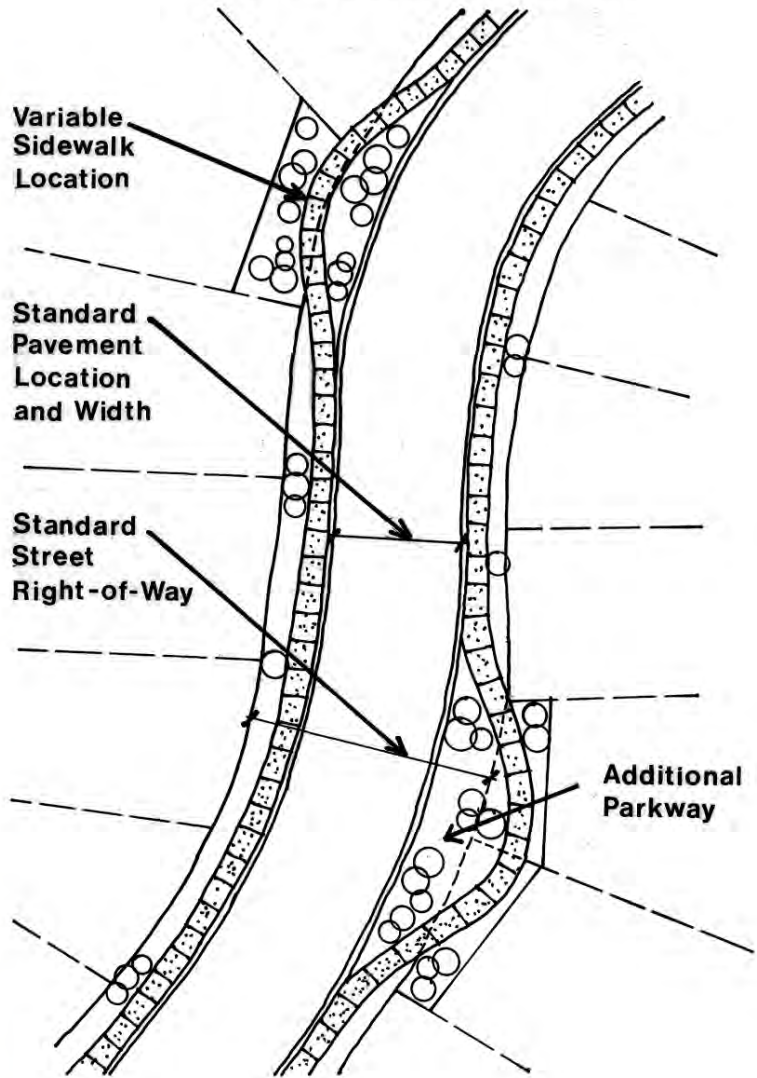 Variable
Sidewalk
Location
Standard
Pavement
Location
and Width
Standard
Street
Right-of-Way
Additional
Parkway